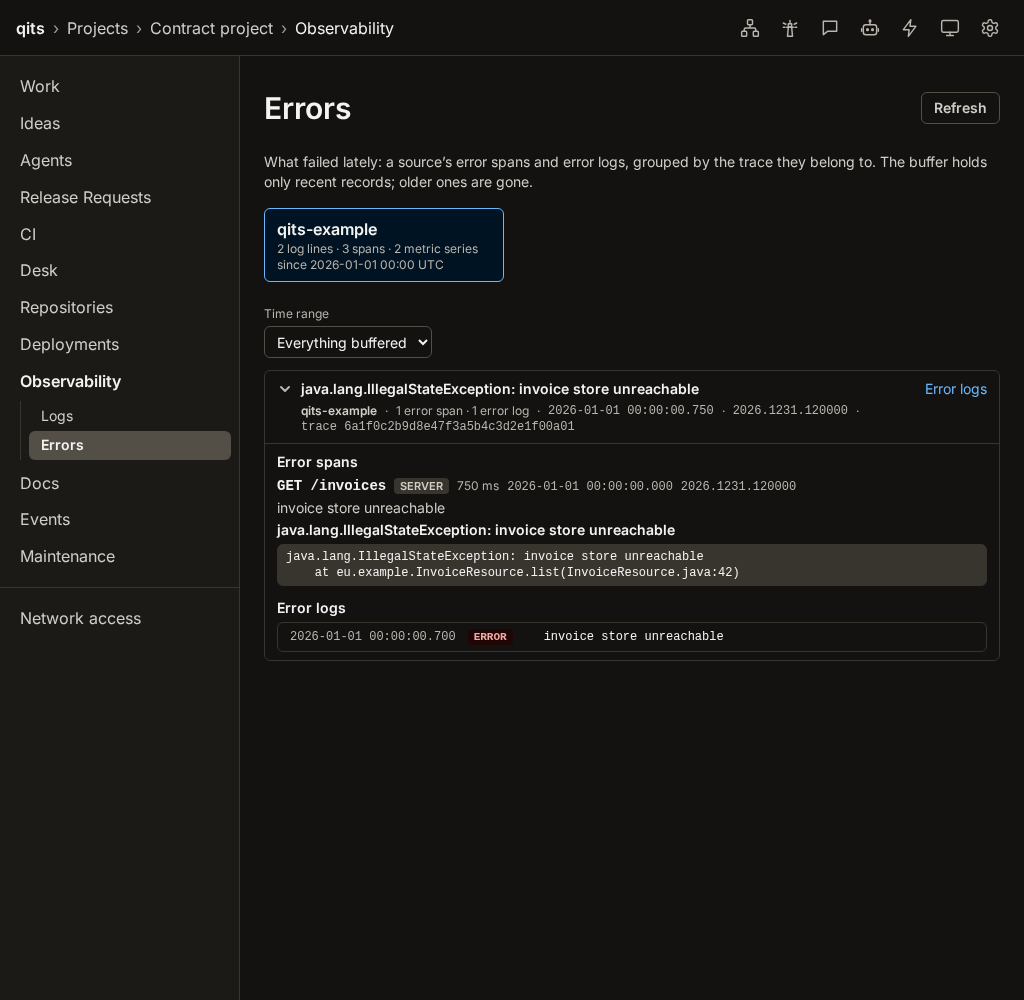 qits › Projects › Contract project › Observability
Work
Ideas
Agents
Release Requests
CI
Desk
Repositories
Deployments
Observability
Logs
Errors
Docs
Events
Maintenance
Network access
Errors
Refresh
What failed lately: a source’s error spans and error logs, grouped by the trace they belong to. The buffer holds
only recent records; older ones are gone.
qits-example
2 log lines · 3 spans · 2 metric series
since 2026-01-01 00:00 UTC
Time range
Everything buffered
java.lang.IllegalStateException: invoice store unreachable
Error logs
qits-example · 1 error span · 1 error log · 2026-01-01 00:00:00.750 · 2026.1231.120000 ·
trace 6a1f0c2b9d8e47f3a5b4c3d2e1f00a01
Error spans
GET /invoices SERVER 750 ms 2026-01-01 00:00:00.000 2026.1231.120000
invoice store unreachable
java.lang.IllegalStateException: invoice store unreachable
java.lang.IllegalStateException: invoice store unreachable
at eu.example.InvoiceResource.list(InvoiceResource.java:42)
Error logs
2026-01-01 00:00:00.700 ERROR invoice store unreachable